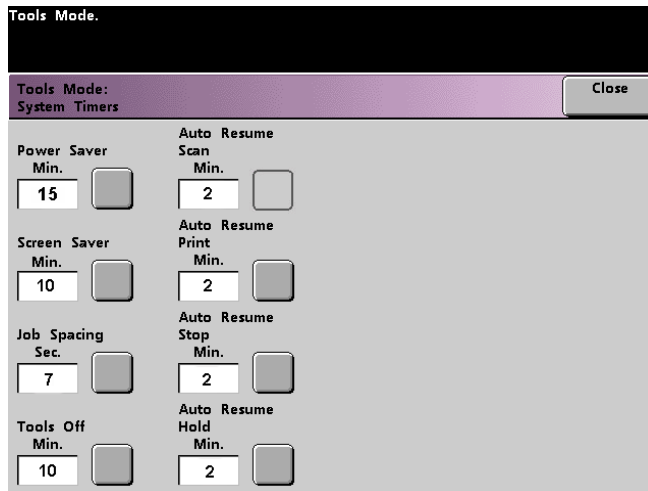 Tools Mode.
Tools Mode:
System Timers
Close
Power Saver
Min.
15
Auto Resume
Scan
Min.
2
Screen Saver
Min.
10
Auto Resume
Print
Min.
2
Job Spacing
Sec.
7
Auto Resume
Stop
Min.
2
Tools Off
Min.
10
Auto Resume
Hold
Min.
2